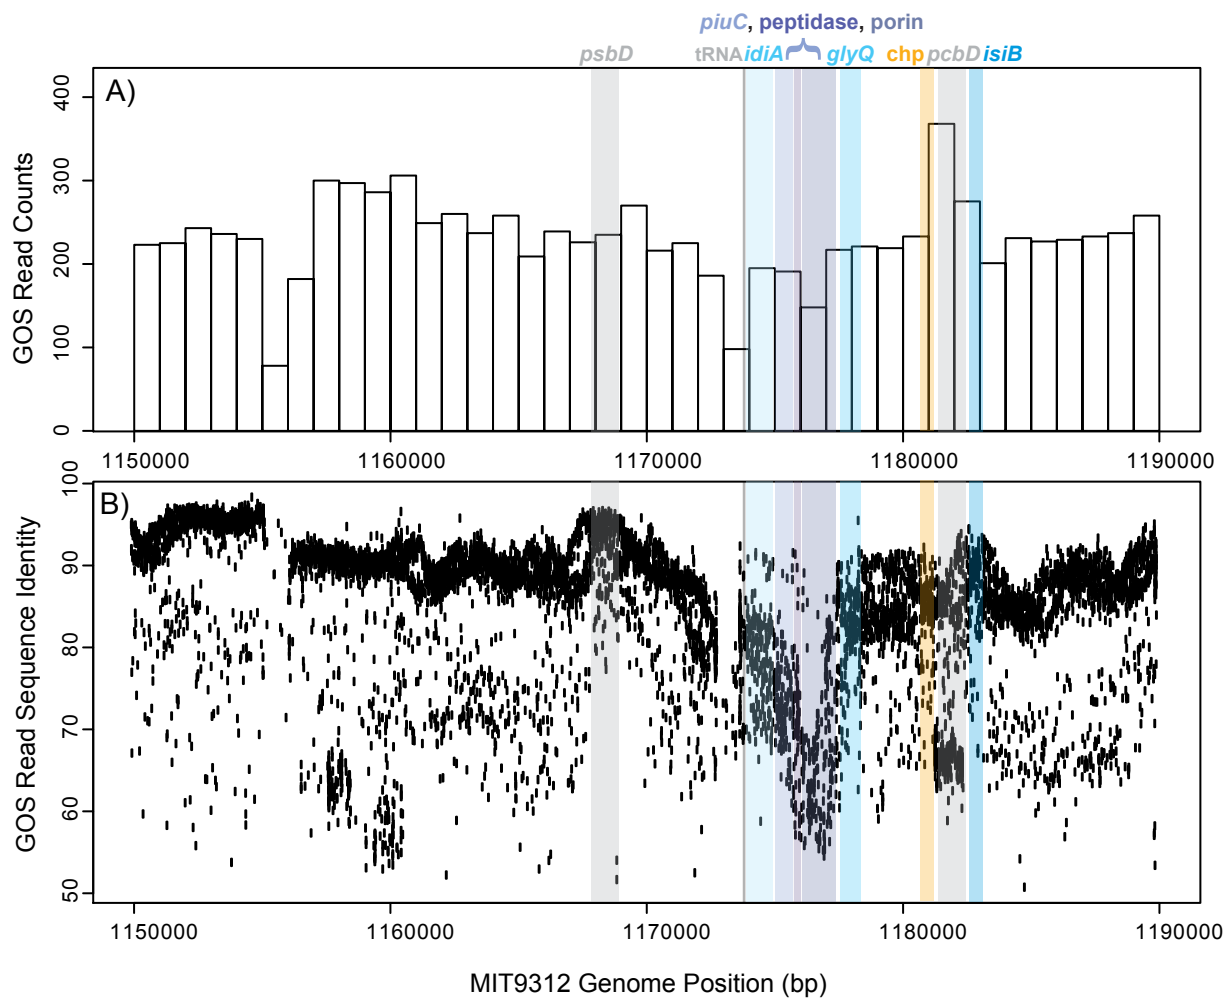 piuC, peptidase, porin
psbD tRNA idiA glyQ chp pcbD isiB
A)
400
300
200
100
0
GOS Read Counts
1150000 1160000 1170000 1180000 1190000
B)
100
90
80
70
60
50
GOS Read Sequence Identity
1150000 1160000 1170000 1180000 1190000
MIT9312 Genome Position (bp)